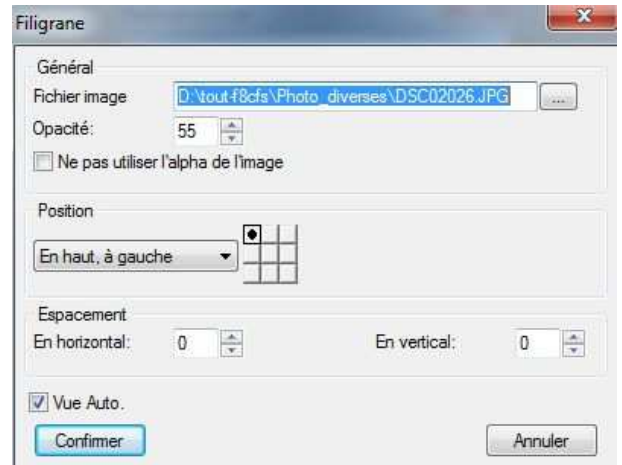 Filigrane
Général
Fichier image D:\tout-f8cfs\Photo_diverses\DSC02026.JPG ...
Opacité: 55
Ne pas utiliser l'alpha de l'image
Position
En haut, à gauche
Espacement
En horizontal: 0 En vertical: 0
Vue Auto.
Confirmer Annuler